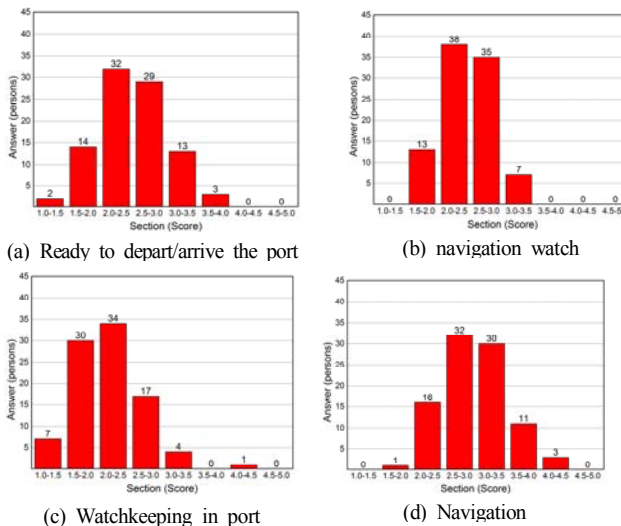 Answer (persons)
45
40
35
30
25
20
15
10
5
2 14 32 29 13 3 0 0
1.0-1.5 1.5-2.0 2.0-2.5 2.5-3.0 3.0-3.5 3.5-4.0 4.0-4.5 4.5-5.0
Section (Score)
(a) Ready to depart/arrive the port
Answer (persons)
45
40
35
30
25
20
15
10
5
0 13 38 35 7 0 0 0
1.0-1.5 1.5-2.0 2.0-2.5 2.5-3.0 3.0-3.5 3.5-4.0 4.0-4.5 4.5-5.0
Section (Score)
(b) navigation watch
Answer (persons)
45
40
35
30
25
20
15
10
5
7 30 34 17 4 0 1 0
1.0-1.5 1.5-2.0 2.0-2.5 2.5-3.0 3.0-3.5 3.5-4.0 4.0-4.5 4.5-5.0
Section (Score)
(c) Watchkeeping in port
Answer (persons)
45
40
35
30
25
20
15
10
5
0 1 16 32 30 11 3 0
1.0-1.5 1.5-2.0 2.0-2.5 2.5-3.0 3.0-3.5 3.5-4.0 4.0-4.5 4.5-5.0
Section (Score)
(d) Navigation